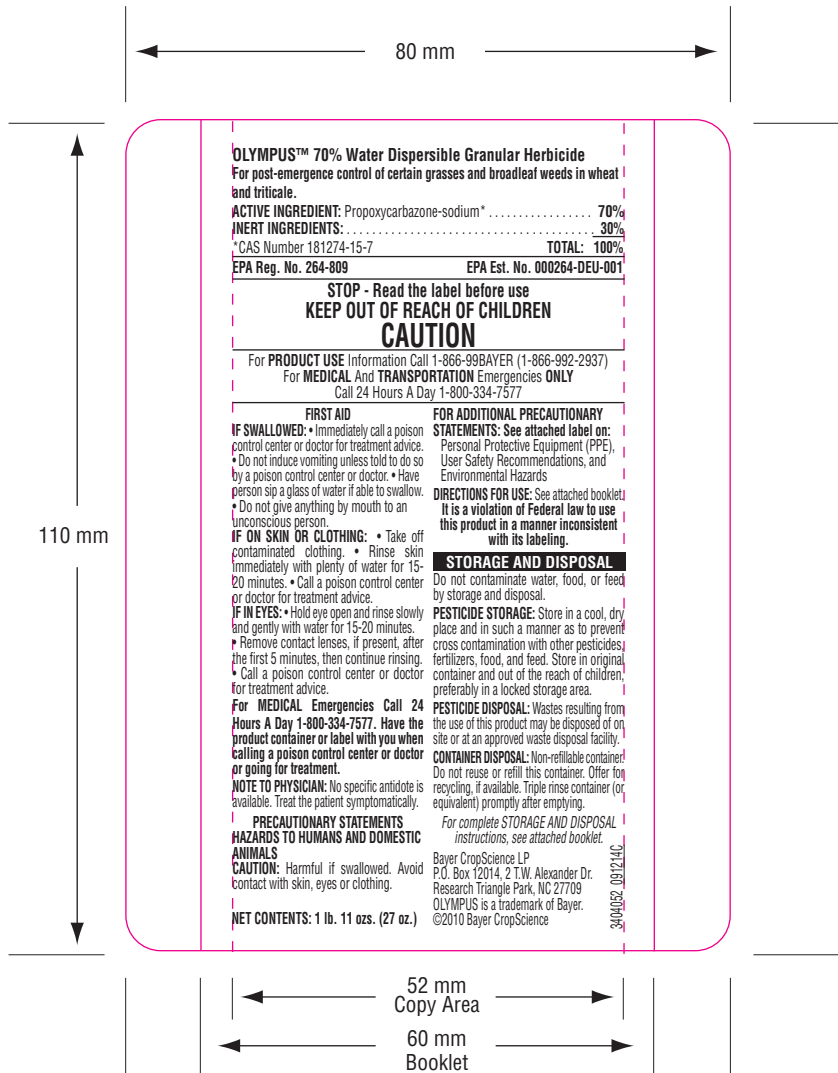 80 mm
OLYMPUS™ 70% Water Dispersible Granular Herbicide
For post-emergence control of certain grasses and broadleaf weeds in wheat
and triticale.
ACTIVE INGREDIENT: Propoxycarbazone-sodium* . . . . . . . . . . . . . . . . . 70%
INERT INGREDIENTS: . . . . . . . . . . . . . . . . . . . . . . . . . . . . . . . . . . . . . . . 30%
*CAS Number 181274-15-7 TOTAL: 100%
EPA Reg. No. 264-809 EPA Est. No. 000264-DEU-001
STOP - Read the label before use
KEEP OUT OF REACH OF CHILDREN
CAUTION
For PRODUCT USE Information Call 1-866-99BAYER (1-866-992-2937)
For MEDICAL And TRANSPORTATION Emergencies ONLY
Call 24 Hours A Day 1-800-334-7577
FIRST AID
IF SWALLOWED: • Immediately call a poison
control center or doctor for treatment advice.
• Do not induce vomiting unless told to do so
by a poison control center or doctor. • Have
person sip a glass of water if able to swallow.
• Do not give anything by mouth to an
unconscious person.
IF ON SKIN OR CLOTHING: • Take off
contaminated clothing. • Rinse skin
immediately with plenty of water for 15-
20 minutes. • Call a poison control center
or doctor for treatment advice.
IF IN EYES: • Hold eye open and rinse slowly
and gently with water for 15-20 minutes.
• Remove contact lenses, if present, after
the first 5 minutes, then continue rinsing.
• Call a poison control center or doctor
for treatment advice.
For MEDICAL Emergencies Call 24
Hours A Day 1-800-334-7577. Have the
product container or label with you when
calling a poison control center or doctor
or going for treatment.
NOTE TO PHYSICIAN: No specific antidote is
available. Treat the patient symptomatically.
PRECAUTIONARY STATEMENTS
HAZARDS TO HUMANS AND DOMESTIC
ANIMALS
CAUTION: Harmful if swallowed. Avoid
contact with skin, eyes or clothing.
NET CONTENTS: 1 lb. 11 ozs. (27 oz.)
FOR ADDITIONAL PRECAUTIONARY
STATEMENTS: See attached label on:
Personal Protective Equipment (PPE),
User Safety Recommendations, and
Environmental Hazards
DIRECTIONS FOR USE: See attached booklet.
It is a violation of Federal law to use
this product in a manner inconsistent
with its labeling.
STORAGE AND DISPOSAL
Do not contaminate water, food, or feed
by storage and disposal.
PESTICIDE STORAGE: Store in a cool, dry
place and in such a manner as to prevent
cross contamination with other pesticides,
fertilizers, food, and feed. Store in original
container and out of the reach of children,
preferably in a locked storage area.
PESTICIDE DISPOSAL: Wastes resulting from
the use of this product may be disposed of on
site or at an approved waste disposal facility.
CONTAINER DISPOSAL: Non-refillable container.
Do not reuse or refill this container. Offer for
recycling, if available. Triple rinse container (or
equivalent) promptly after emptying.
For complete STORAGE AND DISPOSAL
instructions, see attached booklet.
Bayer CropScience LP
P.O. Box 12014, 2 T.W. Alexander Dr.
Research Triangle Park, NC 27709
OLYMPUS is a trademark of Bayer.
©2010 Bayer CropScience
3404052 091214C
110 mm
52 mm
Copy Area
60 mm
Booklet